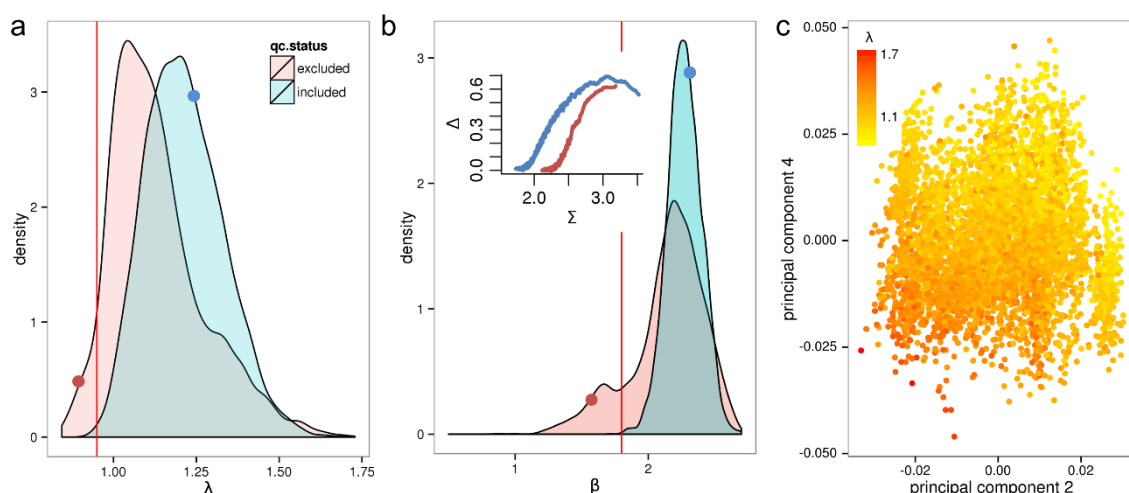 a
qc.status
excluded
included
density
3
2
1
0
1.00
1.25
1.50
1.75
λ
b
density
3
2
1
0
1
2
β
Δ
0.6
0.3
0.0
2.0
3.0
Σ
c
λ
1.7
1.1
principal component 4
0.050
0.025
0.000
-0.025
-0.050
-0.02
0.00
0.02
principal component 2